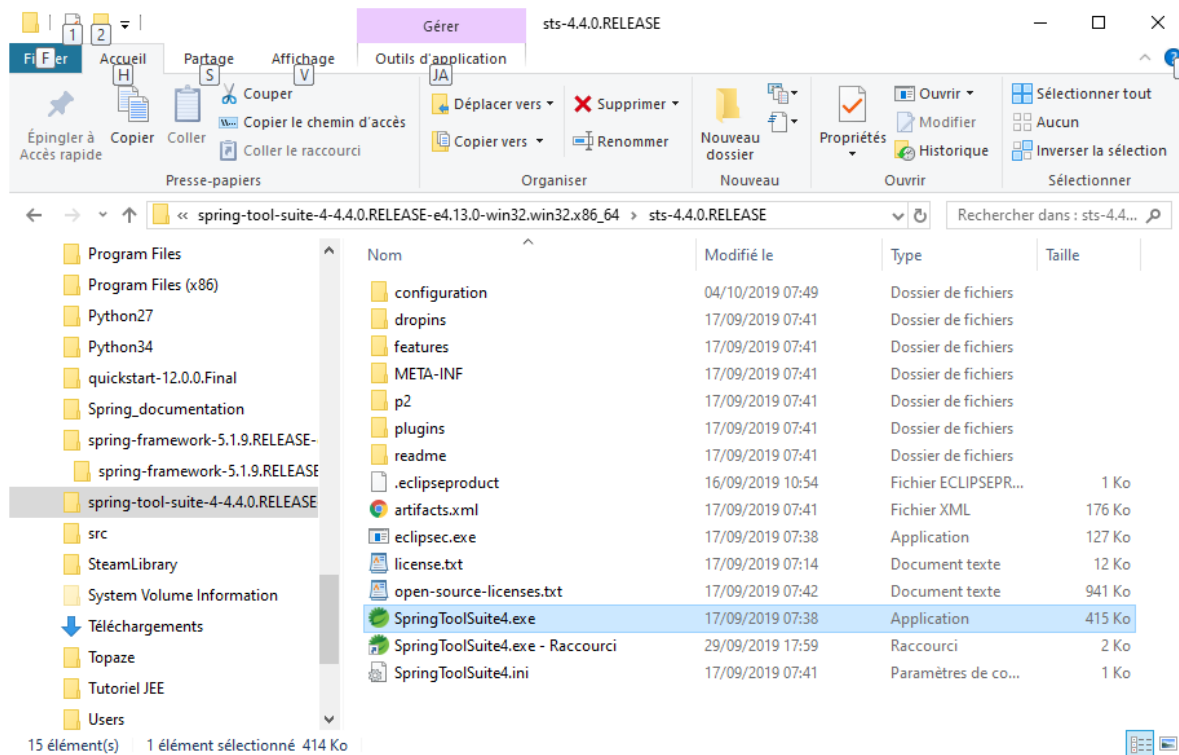 1 2 Gérer sts-4.4.0.RELEASE
Fi F er Accueil Partage Affichage Outils d'application
H S V JA
Épingler à Accès rapide
Copier
Coller
Couper
Copier le chemin d'accès
Coller le raccourci
Presse-papiers
Déplacer vers
Copier vers
Supprimer
Renommer
Organiser
Nouveau dossier
Nouveau
Propriétés
Ouvrir
Modifier
Historique
Ouvrir
Sélectionner tout
Aucun
Inverser la sélection
Sélectionner
« spring-tool-suite-4-4.4.0.RELEASE-e4.13.0-win32.win32.x86_64 > sts-4.4.0.RELEASE
Rechercher dans : sts-4.4...
Program Files
Program Files (x86)
Python27
Python34
quickstart-12.0.0.Final
Spring_documentation
spring-framework-5.1.9.RELEASE-
spring-framework-5.1.9.RELEASE
spring-tool-suite-4-4.4.0.RELEASE
src
SteamLibrary
System Volume Information
Téléchargements
Topaze
Tutoriel JEE
Users
Nom Modifié le Type Taille
configuration 04/10/2019 07:49 Dossier de fichiers
dropins 17/09/2019 07:41 Dossier de fichiers
features 17/09/2019 07:41 Dossier de fichiers
META-INF 17/09/2019 07:41 Dossier de fichiers
p2 17/09/2019 07:41 Dossier de fichiers
plugins 17/09/2019 07:41 Dossier de fichiers
readme 17/09/2019 07:41 Dossier de fichiers
.eclipseproduct 16/09/2019 10:54 Fichier ECLIPSEPR... 1 Ko
artifacts.xml 17/09/2019 07:41 Fichier XML 176 Ko
eclipsec.exe 17/09/2019 07:38 Application 127 Ko
license.txt 17/09/2019 07:14 Document texte 12 Ko
open-source-licenses.txt 17/09/2019 07:42 Document texte 941 Ko
SpringToolSuite4.exe 17/09/2019 07:38 Application 415 Ko
SpringToolSuite4.exe - Raccourci 29/09/2019 17:59 Raccourci 2 Ko
SpringToolSuite4.ini 17/09/2019 07:41 Paramètres de co... 1 Ko
15 élément(s) 1 élément sélectionné 414 Ko